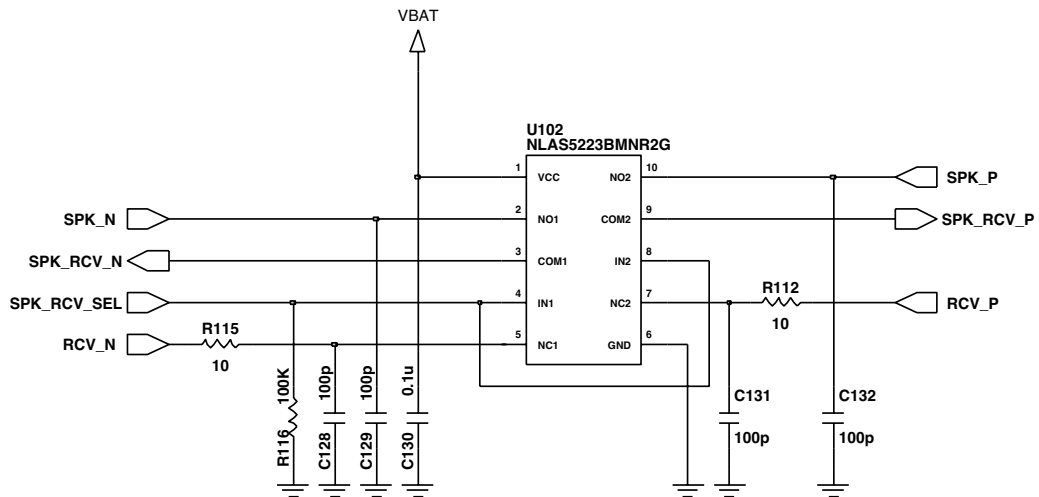 VBAT
U102
NLAS5223BMNR2G
1 VCC NO2 10
SPK_P
SPK_N
2 NO1 COM2 9
SPK_RCV_P
SPK_RCV_N
3 COM1 IN2 8
SPK_RCV_SEL
4 IN1 NC2 7
R112
10
RCV_P
RCV_N
R115
10
5 NC1 GND 6
R116 100K
C128 100p
C129 100p
C130 0.1u
C131
100p
C132
100p